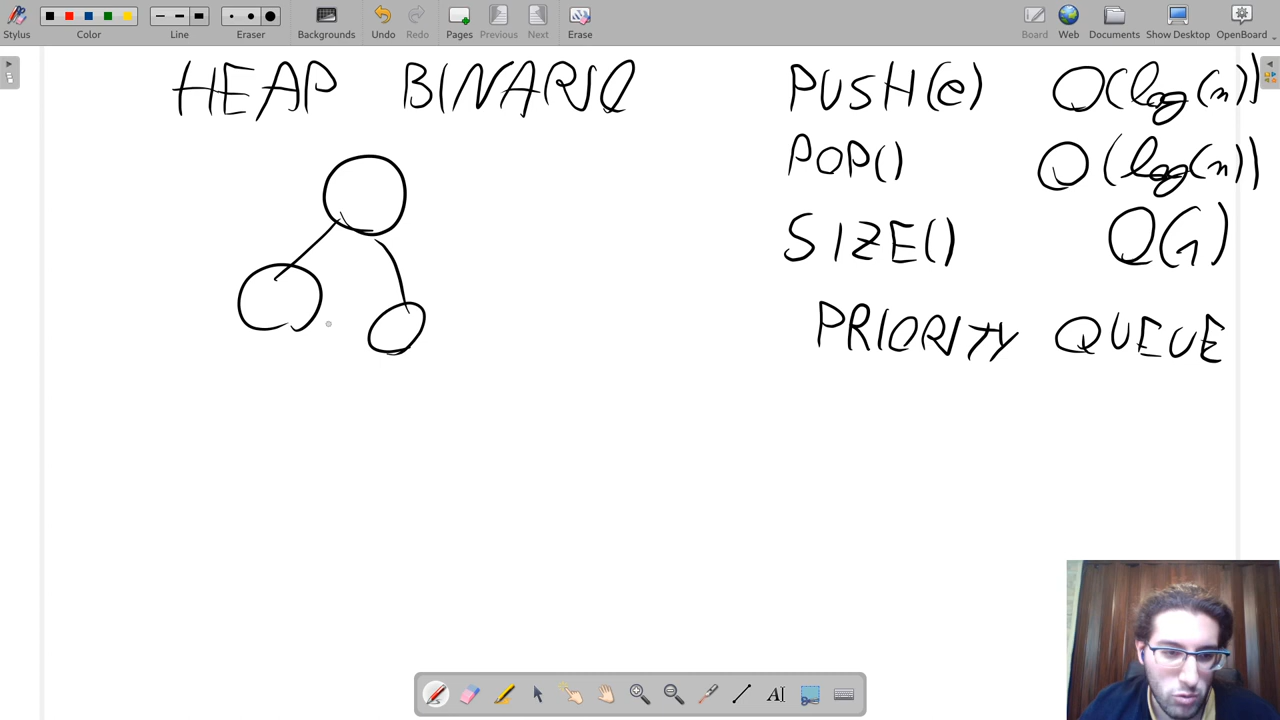 Stylus
Color
Line
Eraser
Backgrounds
Undo
Redo
Pages
Previous
Next
Erase
Board
Web
Documents
Show Desktop
OpenBoard
HEAP BINARIO
PUSH(e) O(log(n))
POP() O(log(n))
SIZE() O(1)
PRIORITY QUEUE